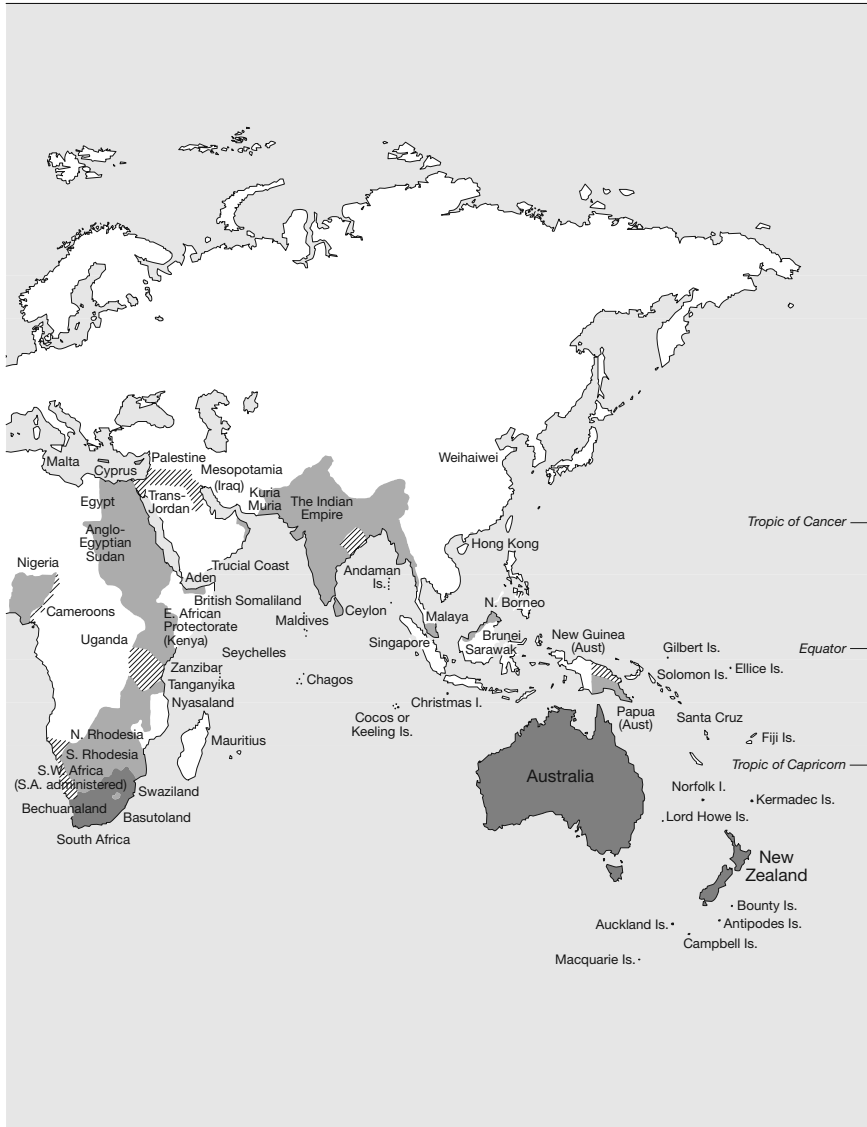 Weihaiwei
Malta
Cyprus
Palestine
Mesopotamia
(Iraq)
Egypt
Trans-
Jordan
Kuria
Muria
The Indian
Empire
Tropic of Cancer
Anglo-
Egyptian
Sudan
Hong Kong
Nigeria
Trucial Coast
Aden
Andaman
Is.
British Somaliland
Cameroons
E. African
Protectorate
(Kenya)
Maldives
Ceylon
Malaya
N. Borneo
Uganda
Singapore
Brunei
Sarawak
New Guinea
(Aust)
Gilbert Is.
Equator
Seychelles
Zanzibar
Tanganyika
Chagos
Solomon Is.
Ellice Is.
Nyasaland
Christmas I.
Cocos or
Keeling Is.
Papua
(Aust)
Santa Cruz
N. Rhodesia
Mauritius
Fiji Is.
S. Rhodesia
Tropic of Capricorn
S.W. Africa
(S.A. administered)
Australia
Swaziland
Norfolk I.
Kermadec Is.
Bechuanaland
Basutoland
Lord Howe Is.
South Africa
New
Zealand
Bounty Is.
Auckland Is.
Antipodes Is.
Campbell Is.
Macquarie Is.